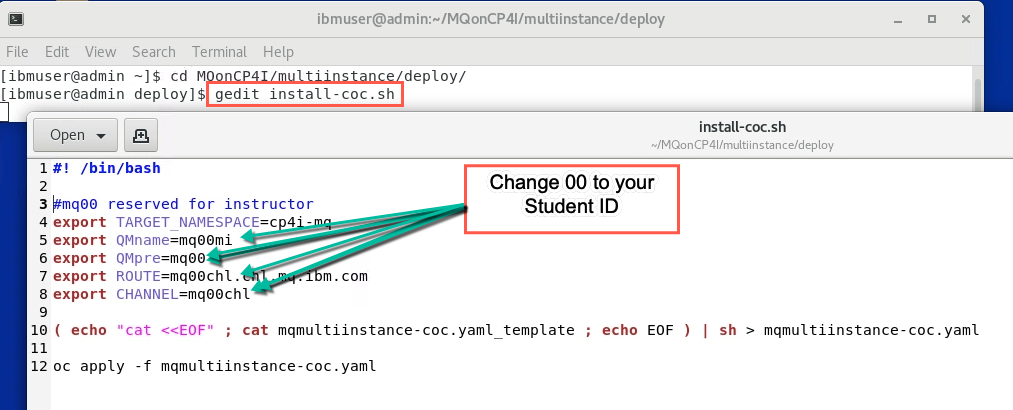 ibmuser@admin:~/MQonCP4I/multiinstance/deploy
File Edit View Search Terminal Help
[ibmuser@admin ~]$ cd MQonCP4I/multiinstance/deploy/
[ibmuser@admin deploy]$ gedit install-coc.sh
Open
install-coc.sh
~/MQonCP4I/multiinstance/deploy
Change 00 to your
Student ID
1 #! /bin/bash
2
3 #mq00 reserved for instructor
4 export TARGET_NAMESPACE=cp4i-mq
5 export QMname=mq00mi
6 export QMpre=mq00
7 export ROUTE=mq00chl.chl.mq.ibm.com
8 export CHANNEL=mq00chl
9
10 ( echo "cat <<EOF" ; cat mqmultiinstance-coc.yaml_template ; echo EOF ) | sh > mqmultiinstance-coc.yaml
11
12 oc apply -f mqmultiinstance-coc.yaml